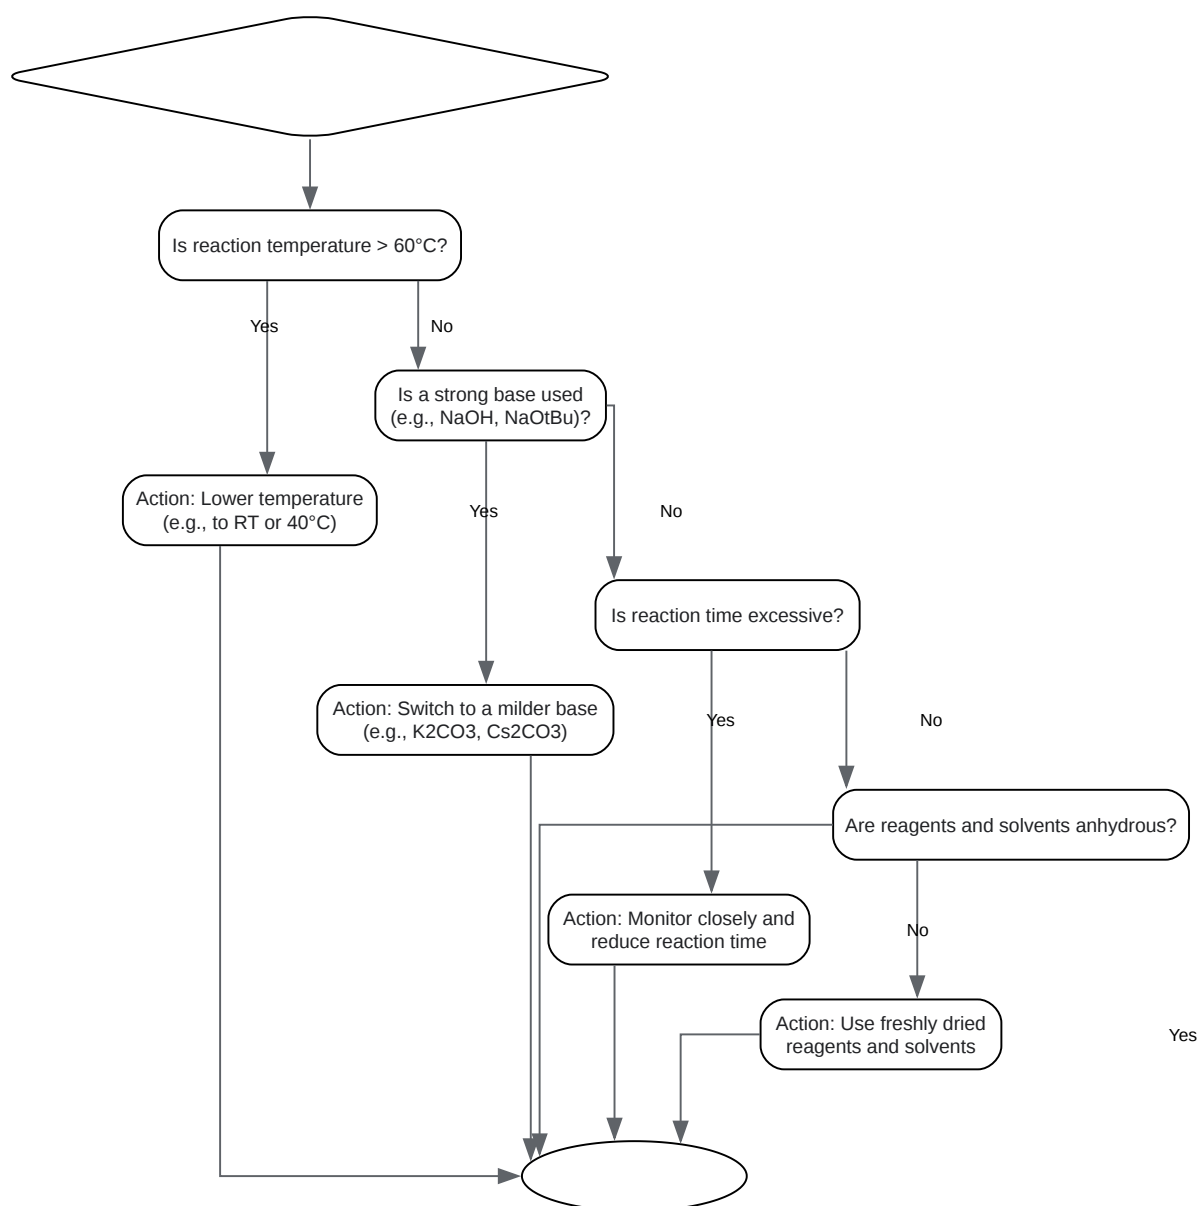 Is reaction temperature > 60°C?
Yes
No
Is a strong base used
(e.g., NaOH, NaOtBu)?
Action: Lower temperature
(e.g., to RT or 40°C)
Yes
No
Is reaction time excessive?
Action: Switch to a milder base
(e.g., K2CO3, Cs2CO3)
Yes
No
Are reagents and solvents anhydrous?
Action: Monitor closely and
reduce reaction time
No
Action: Use freshly dried
reagents and solvents
Yes